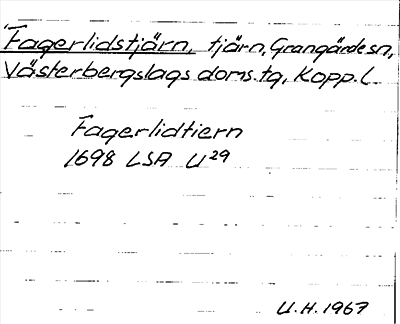 Fagerlidstjärn, tjärn, Grangärde sn,
Västerbergslags doms.tg, Kopp. l.
Fagerlidtiern
1698 LSA U29
U.H. 1967